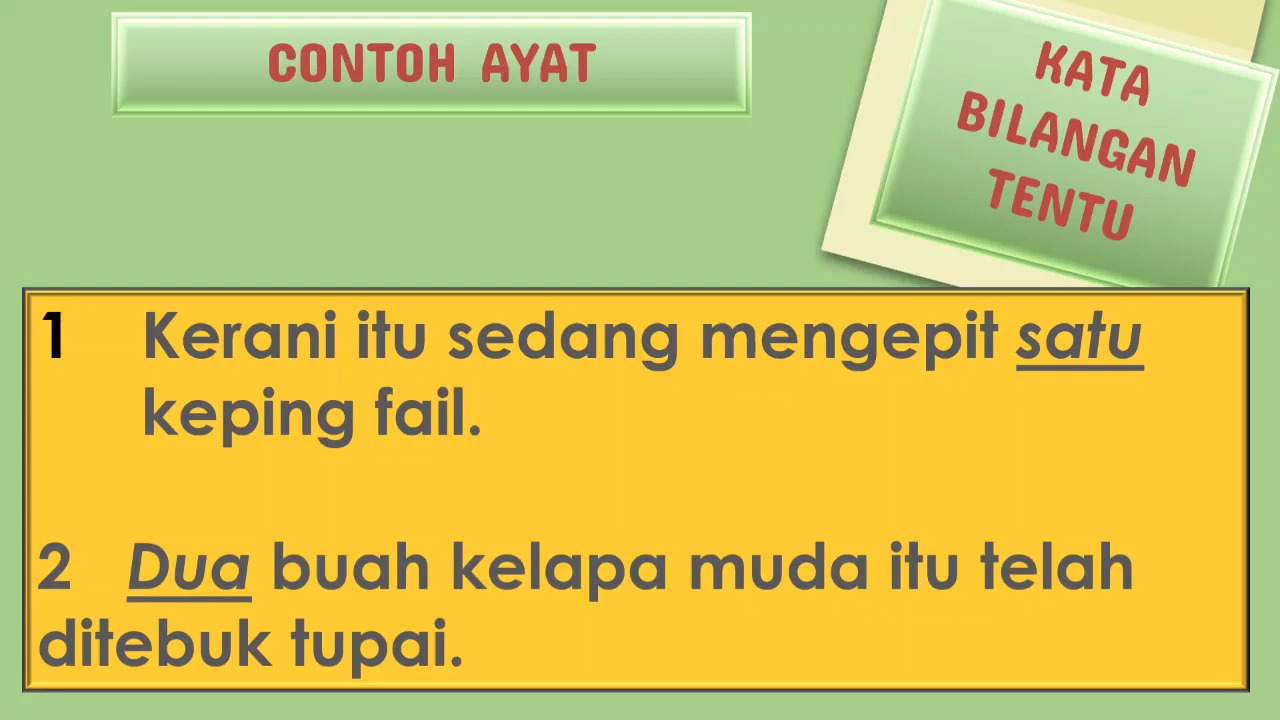 CONTOH AYAT
KATA
BILANGAN
TENTU
1 Kerani itu sedang mengepit satu
keping fail.
2 Dua buah kelapa muda itu telah
ditebuk tupai.